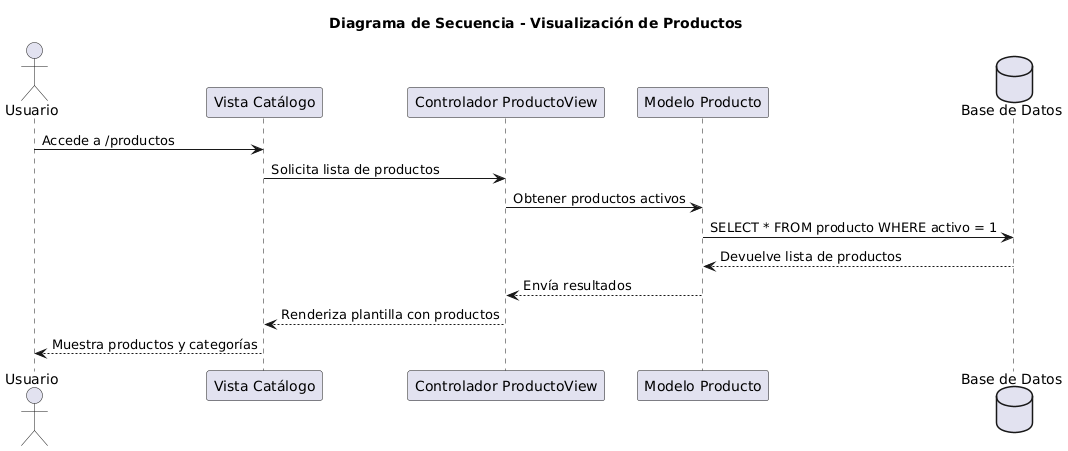 Diagrama de Secuencia - Visualización de Productos
Usuario
Vista Catálogo
Controlador ProductoView
Modelo Producto
Base de Datos
Accede a /productos
Solicita lista de productos
Obtener productos activos
SELECT * FROM producto WHERE activo = 1
Devuelve lista de productos
Envía resultados
Renderiza plantilla con productos
Muestra productos y categorías
Usuario
Vista Catálogo
Controlador ProductoView
Modelo Producto
Base de Datos